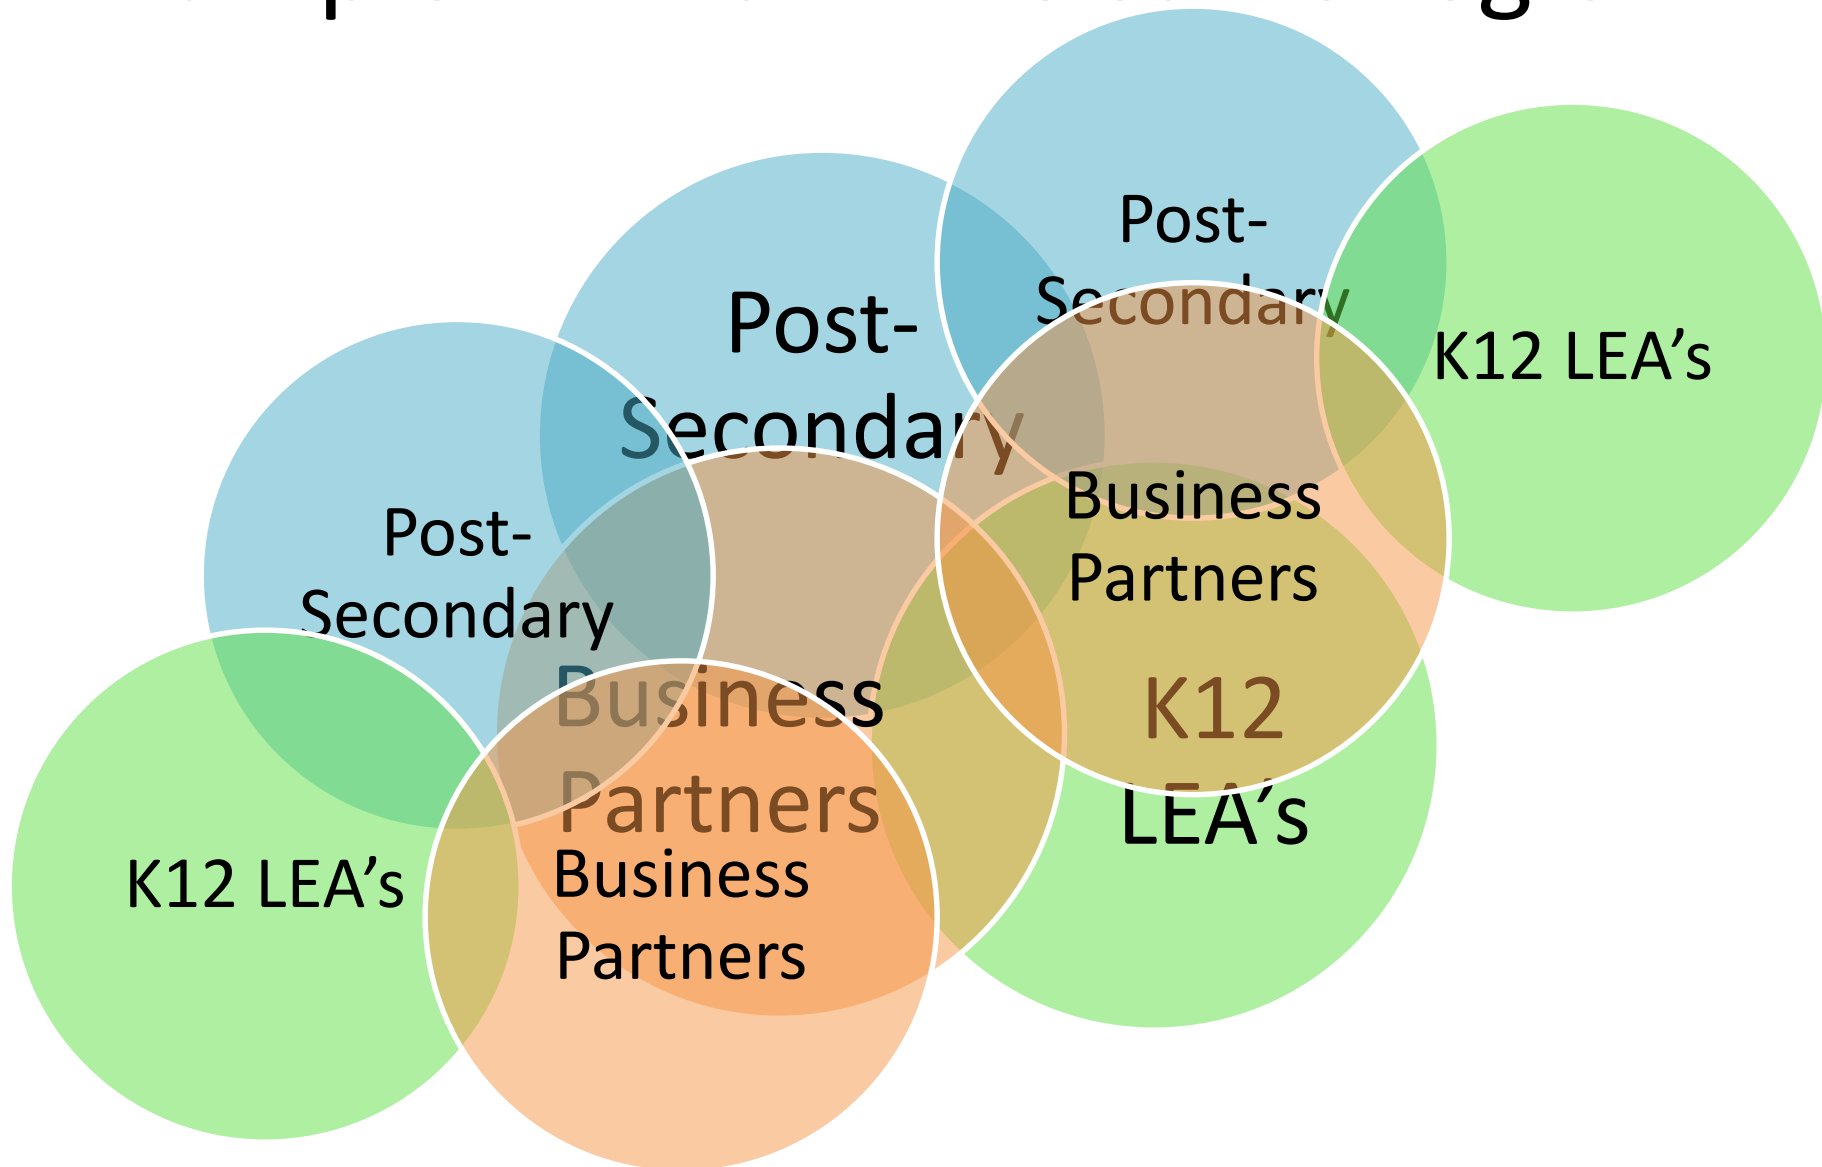 Post-
Secondary
K12 LEA’s
Post-
Secondary
Business
Partners
Post-
Secondary
K12
LEA’s
Business
Partners
K12 LEA’s
Business
Partners